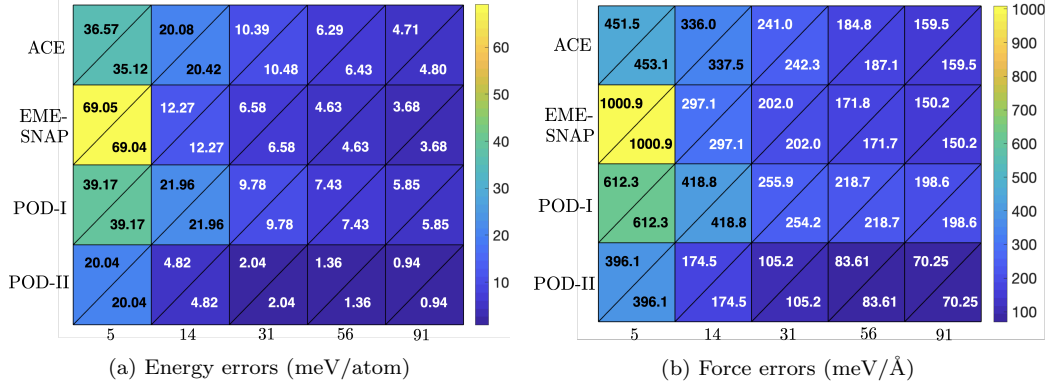 36.57 20.08 10.39 6.29 4.71
ACE
35.12 20.42 10.48 6.43 4.80
69.05 12.27 6.58 4.63 3.68
EME-
SNAP
69.04 12.27 6.58 4.63 3.68
39.17 21.96 9.78 7.43 5.85
POD-I
39.17 21.96 9.78 7.43 5.85
20.04 4.82 2.04 1.36 0.94
POD-II
20.04 4.82 2.04 1.36 0.94
5 14 31 56 91
60
50
40
30
20
10
(a) Energy errors (meV/atom)
451.5 336.0 241.0 184.8 159.5
ACE
453.1 337.5 242.3 187.1 159.5
1000.9 297.1 202.0 171.8 150.2
EME-
SNAP
1000.9 297.1 202.0 171.7 150.2
612.3 418.8 255.9 218.7 198.6
POD-I
612.3 418.8 254.2 218.7 198.6
396.1 174.5 105.2 83.61 70.25
POD-II
396.1 174.5 105.2 83.61 70.25
5 14 31 56 91
1000
900
800
700
600
500
400
300
200
100
(b) Force errors (meV/Å)